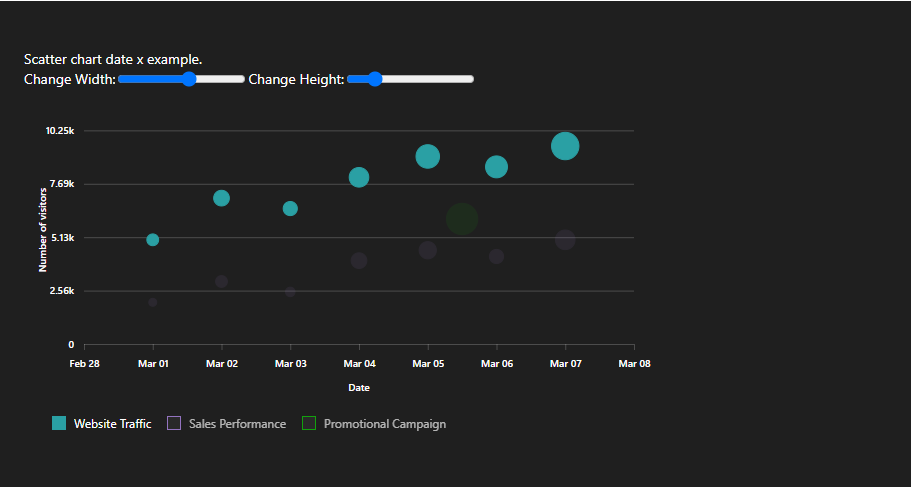 Scatter chart date x example.
Change Width: Change Height:
10.25k
7.69k
5.13k
2.56k
0
Number of visitors
Feb 28 Mar 01 Mar 02 Mar 03 Mar 04 Mar 05 Mar 06 Mar 07 Mar 08
Date
Website Traffic Sales Performance Promotional Campaign